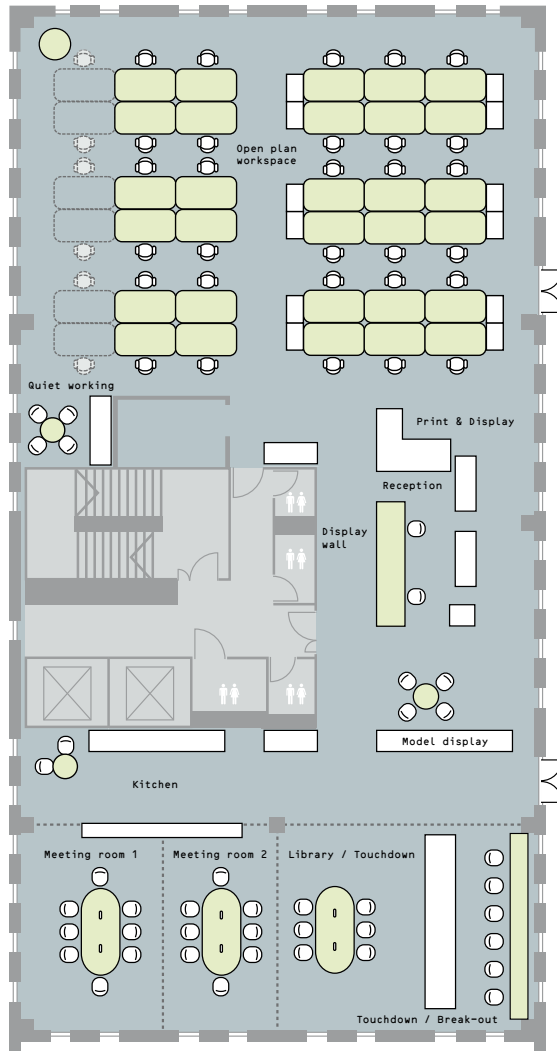 Open plan
workspace
Quiet working
Print & Display
Reception
Display
wall
Model display
Kitchen
Meeting room 1
Meeting room 2
Library / Touchdown
Touchdown / Break-out